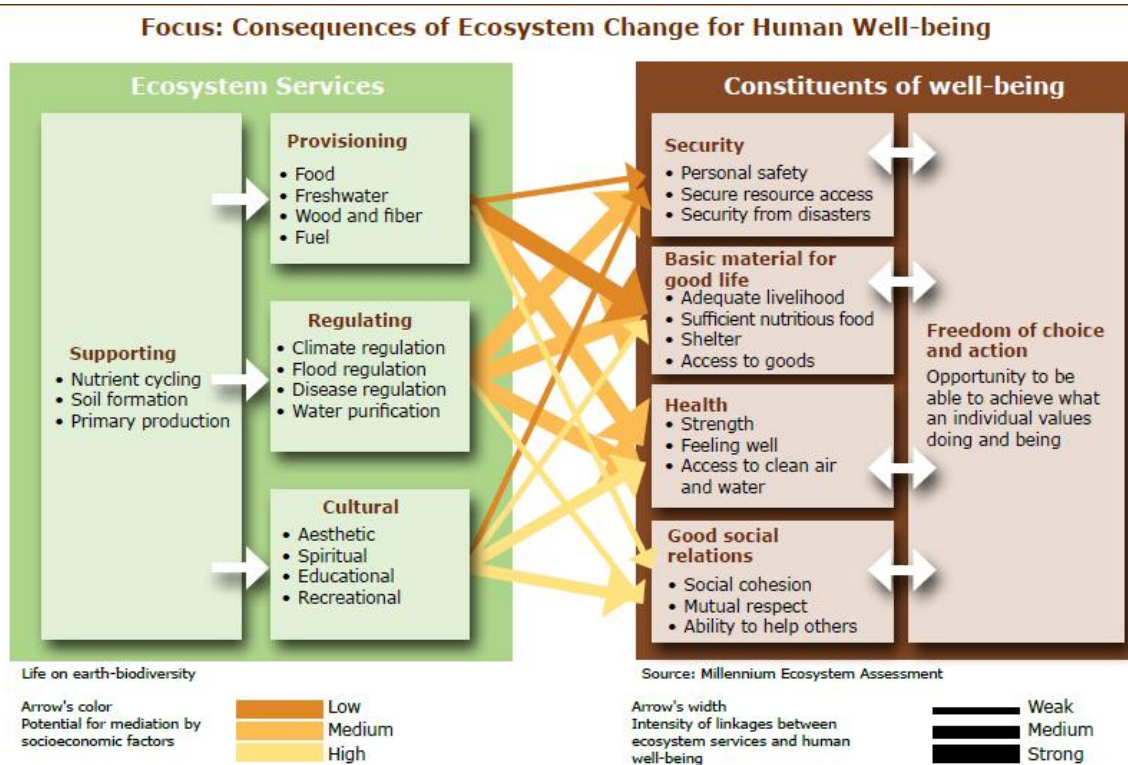 Focus: Consequences of Ecosystem Change for Human Well-being
Ecosystem Services
Supporting
• Nutrient cycling
• Soil formation
• Primary production
Provisioning
• Food
• Freshwater
• Wood and fiber
• Fuel
Regulating
• Climate regulation
• Flood regulation
• Disease regulation
• Water purification
Cultural
• Aesthetic
• Spiritual
• Educational
• Recreational
Constituents of well-being
Security
• Personal safety
• Secure resource access
• Security from disasters
Basic material for
good life
• Adequate livelihood
• Sufficient nutritious food
• Shelter
• Access to goods
Health
• Strength
• Feeling well
• Access to clean air
and water
Good social
relations
• Social cohesion
• Mutual respect
• Ability to help others
Freedom of choice
and action
Opportunity to be
able to achieve what
an individual values
doing and being
Life on earth-biodiversity
Source: Millennium Ecosystem Assessment
Arrow's color
Potential for mediation by
socioeconomic factors
Low
Medium
High
Arrow's width
Intensity of linkages between
ecosystem services and human
well-being
Weak
Medium
Strong